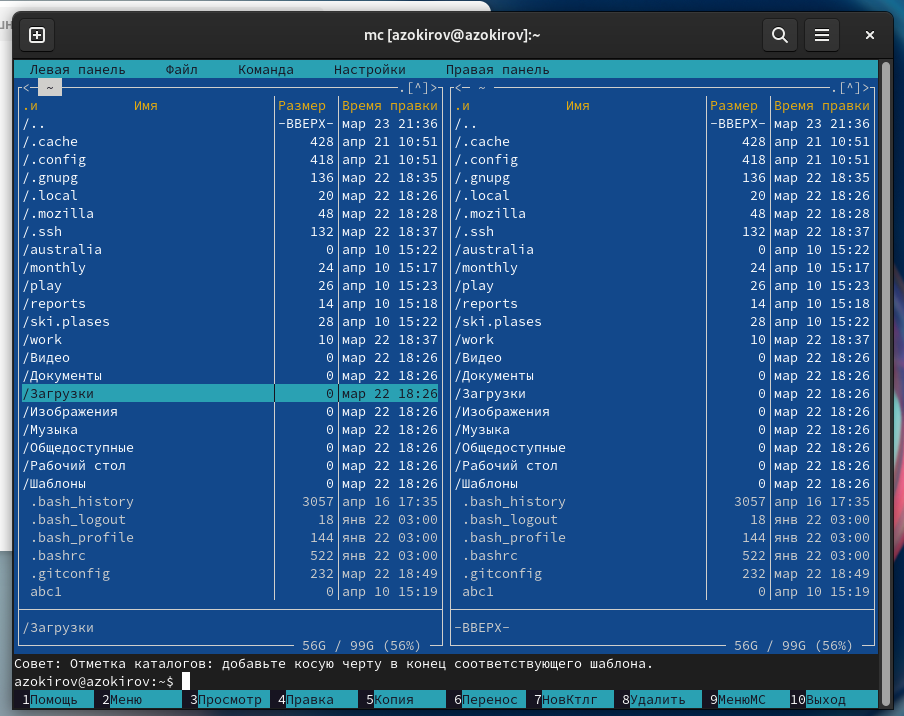 mc [azokirov@azokirov]:~
Левая панель Файл Команда Настройки Правая панель
<─ ~ ─.[^]> <─ ~ ─.[^]>
.и Имя Размер Время правки .и Имя Размер Время правки
/.. -ВВЕРХ- мар 23 21:36 /.. -ВВЕРХ- мар 23 21:36
/.cache 428 апр 21 10:51 /.cache 428 апр 21 10:51
/.config 418 апр 21 10:51 /.config 418 апр 21 10:51
/.gnupg 136 мар 22 18:35 /.gnupg 136 мар 22 18:35
/.local 20 мар 22 18:26 /.local 20 мар 22 18:26
/.mozilla 48 мар 22 18:28 /.mozilla 48 мар 22 18:28
/.ssh 132 мар 22 18:37 /.ssh 132 мар 22 18:37
/australia 0 апр 10 15:22 /australia 0 апр 10 15:22
/monthly 24 апр 10 15:17 /monthly 24 апр 10 15:17
/play 26 апр 10 15:23 /play 26 апр 10 15:23
/reports 14 апр 10 15:18 /reports 14 апр 10 15:18
/ski.plases 28 апр 10 15:22 /ski.plases 28 апр 10 15:22
/work 10 мар 22 18:37 /work 10 мар 22 18:37
/Видео 0 мар 22 18:26 /Видео 0 мар 22 18:26
/Документы 0 мар 22 18:26 /Документы 0 мар 22 18:26
/Загрузки 0 мар 22 18:26 /Загрузки 0 мар 22 18:26
/Изображения 0 мар 22 18:26 /Изображения 0 мар 22 18:26
/Музыка 0 мар 22 18:26 /Музыка 0 мар 22 18:26
/Общедоступные 0 мар 22 18:26 /Общедоступные 0 мар 22 18:26
/Рабочий стол 0 мар 22 18:26 /Рабочий стол 0 мар 22 18:26
/Шаблоны 0 мар 22 18:26 /Шаблоны 0 мар 22 18:26
.bash_history 3057 апр 16 17:35 .bash_history 3057 апр 16 17:35
.bash_logout 18 янв 22 03:00 .bash_logout 18 янв 22 03:00
.bash_profile 144 янв 22 03:00 .bash_profile 144 янв 22 03:00
.bashrc 522 янв 22 03:00 .bashrc 522 янв 22 03:00
.gitconfig 232 мар 22 18:49 .gitconfig 232 мар 22 18:49
abc1 0 апр 10 15:19 abc1 0 апр 10 15:19
/Загрузки -ВВЕРХ-
56G / 99G (56%) 56G / 99G (56%)
Совет: Отметка каталогов: добавьте косую черту в конец соответствующего шаблона.
azokirov@azokirov:~$
1Помощь 2Меню 3Просмотр 4Правка 5Копия 6Перенос 7НовКтлг 8Удалить 9МенюМС 10Выход